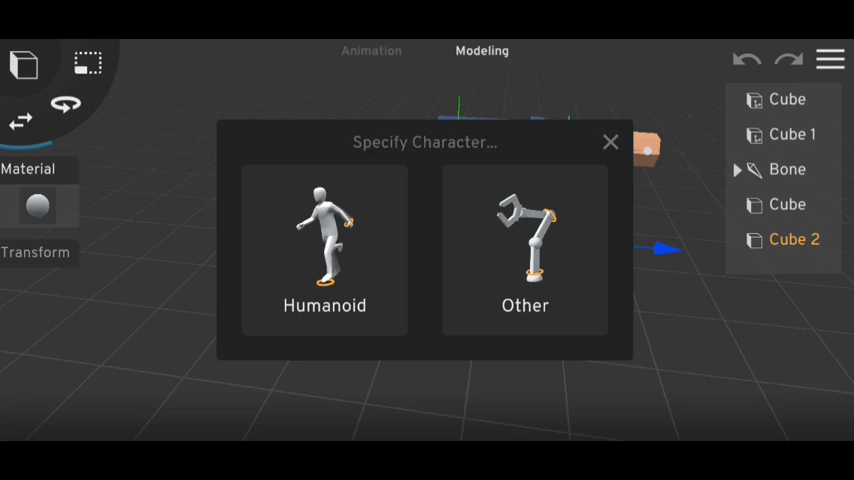 Animation
Modeling
Cube
Cube 1
Bone
Cube
Cube 2
Material
Transform
Specify Character...
Humanoid
Other